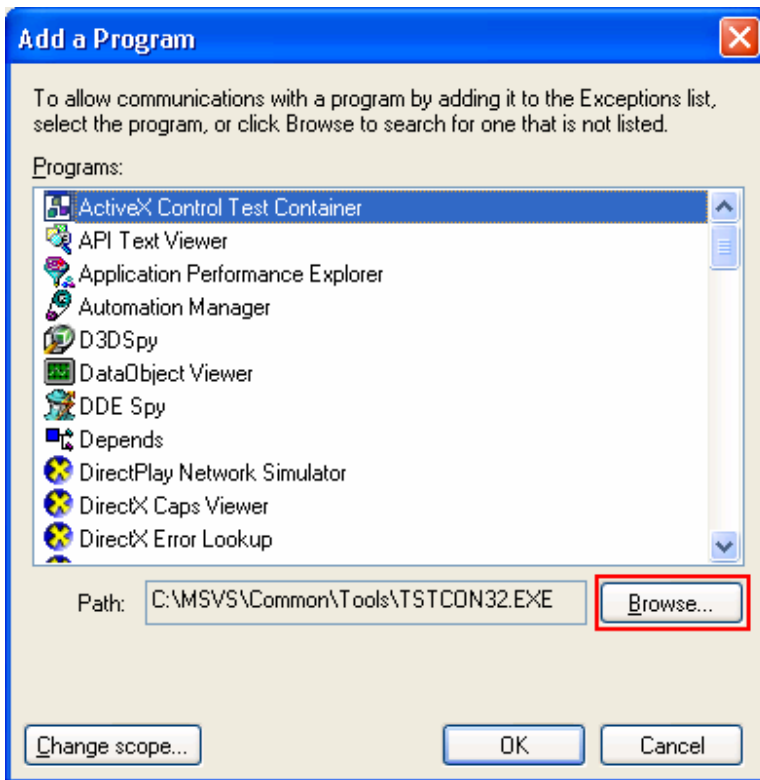 Add a Program
To allow communications with a program by adding it to the Exceptions list,
select the program, or click Browse to search for one that is not listed.
Programs:
ActiveX Control Test Container
API Text Viewer
Application Performance Explorer
Automation Manager
D3DSpy
DataObject Viewer
DDE Spy
Depends
DirectPlay Network Simulator
DirectX Caps Viewer
DirectX Error Lookup
Path: C:\MSVS\Common\Tools\TSTCON32.EXE Browse...
Change scope... OK Cancel